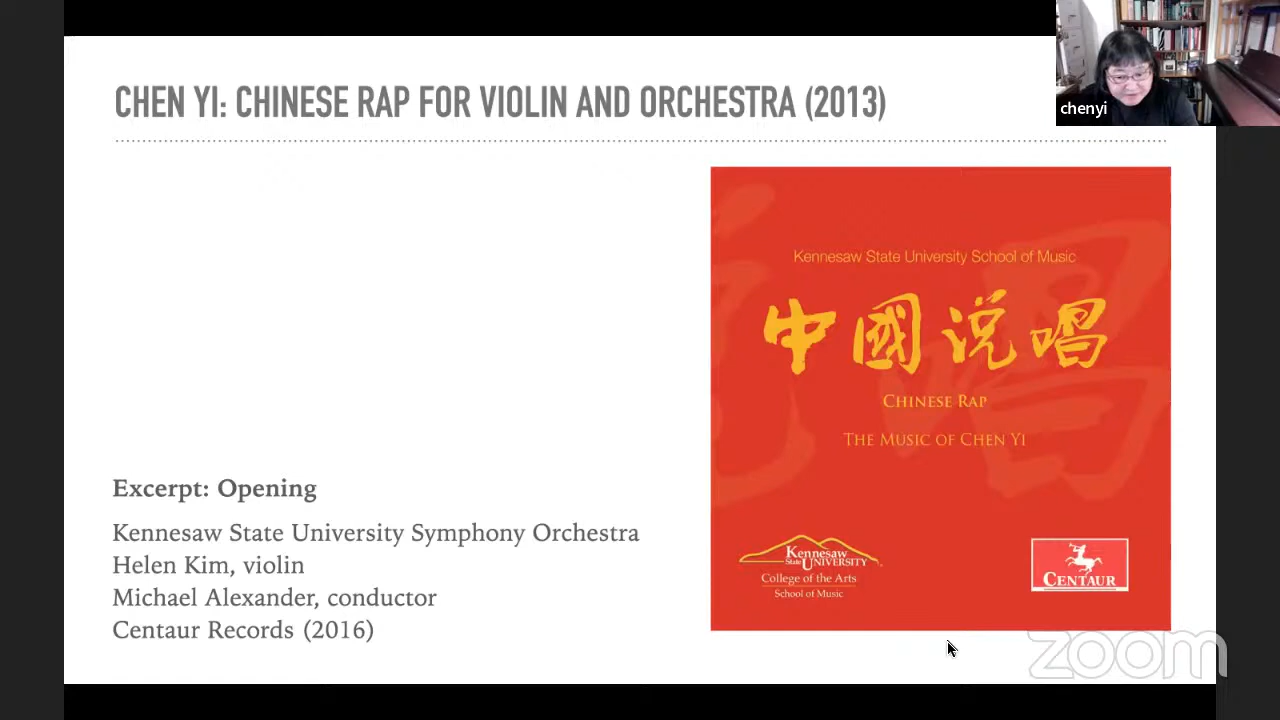 CHEN YI: CHINESE RAP FOR VIOLIN AND ORCHESTRA (2013)
chenyi
Kennesaw State University School of Music
中國说唱
CHINESE RAP
THE MUSIC OF CHEN YI
Excerpt: Opening
Kennesaw State University Symphony Orchestra
Helen Kim, violin
Michael Alexander, conductor
Centaur Records (2016)
Kennesaw
State UNIVERSITY
College of the Arts
School of Music
CENTAUR
zoom